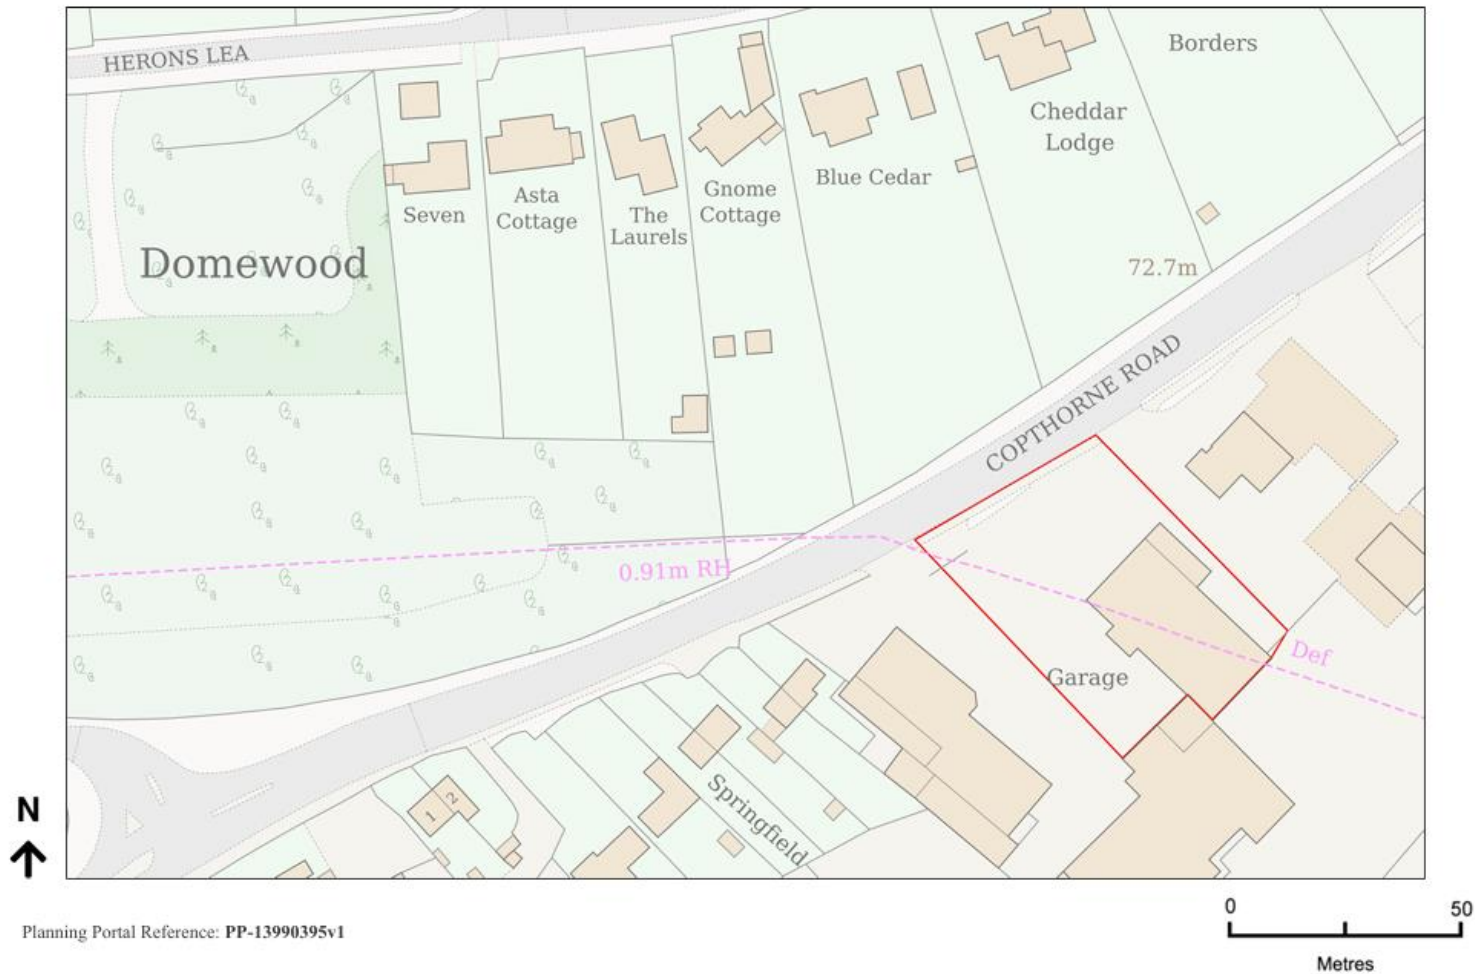 HERONS LEA
Borders
Cheddar
Lodge
Blue Cedar
Gnome
Cottage
Asta
Cottage
The
Laurels
Seven
Domewood
72.7m
COPTHORNE ROAD
0.91m RH
Def
Garage
Springfield
1
2
N
0
50
Metres
Planning Portal Reference: PP-13990395v1